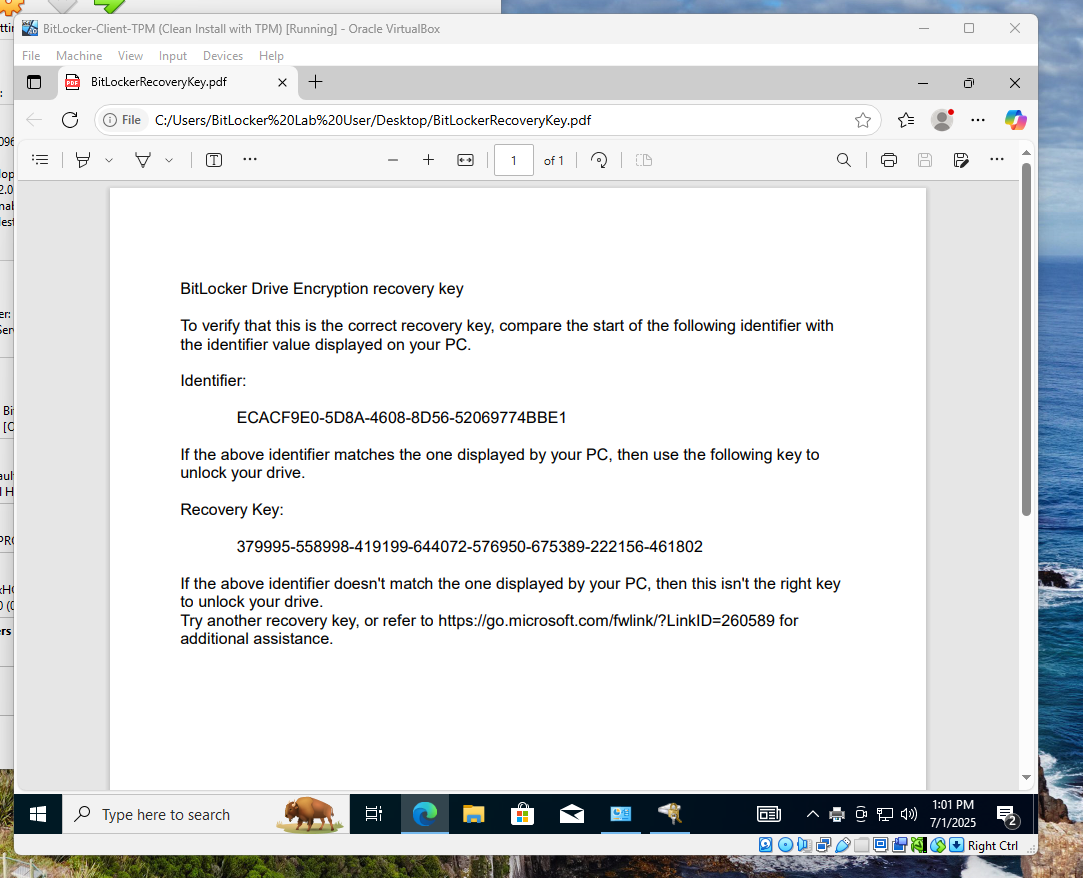 BitLocker-Client-TPM (Clean Install with TPM) [Running] - Oracle VirtualBox
File Machine View Input Devices Help
BitLockerRecoveryKey.pdf
File C:/Users/BitLocker%20Lab%20User/Desktop/BitLockerRecoveryKey.pdf
1 of 1
BitLocker Drive Encryption recovery key
To verify that this is the correct recovery key, compare the start of the following identifier with
the identifier value displayed on your PC.
Identifier:
ECACF9E0-5D8A-4608-8D56-52069774BBE1
If the above identifier matches the one displayed by your PC, then use the following key to
unlock your drive.
Recovery Key:
379995-558998-419199-644072-576950-675389-222156-461802
If the above identifier doesn't match the one displayed by your PC, then this isn't the right key
to unlock your drive.
Try another recovery key, or refer to https://go.microsoft.com/fwlink/?LinkID=260589 for
additional assistance.
Type here to search
1:01 PM
7/1/2025
2
Right Ctrl